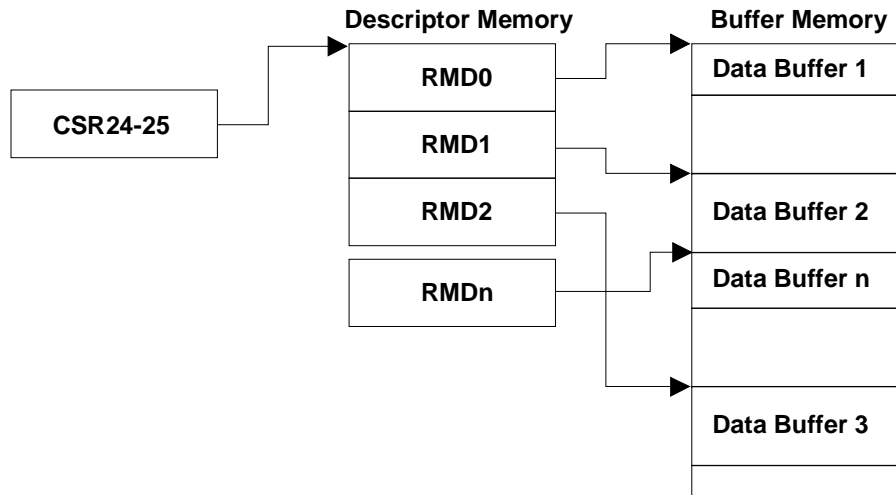 Descriptor Memory
Buffer Memory
CSR24-25
RMD0
RMD1
RMD2
RMDn
Data Buffer 1
Data Buffer 2
Data Buffer n
Data Buffer 3